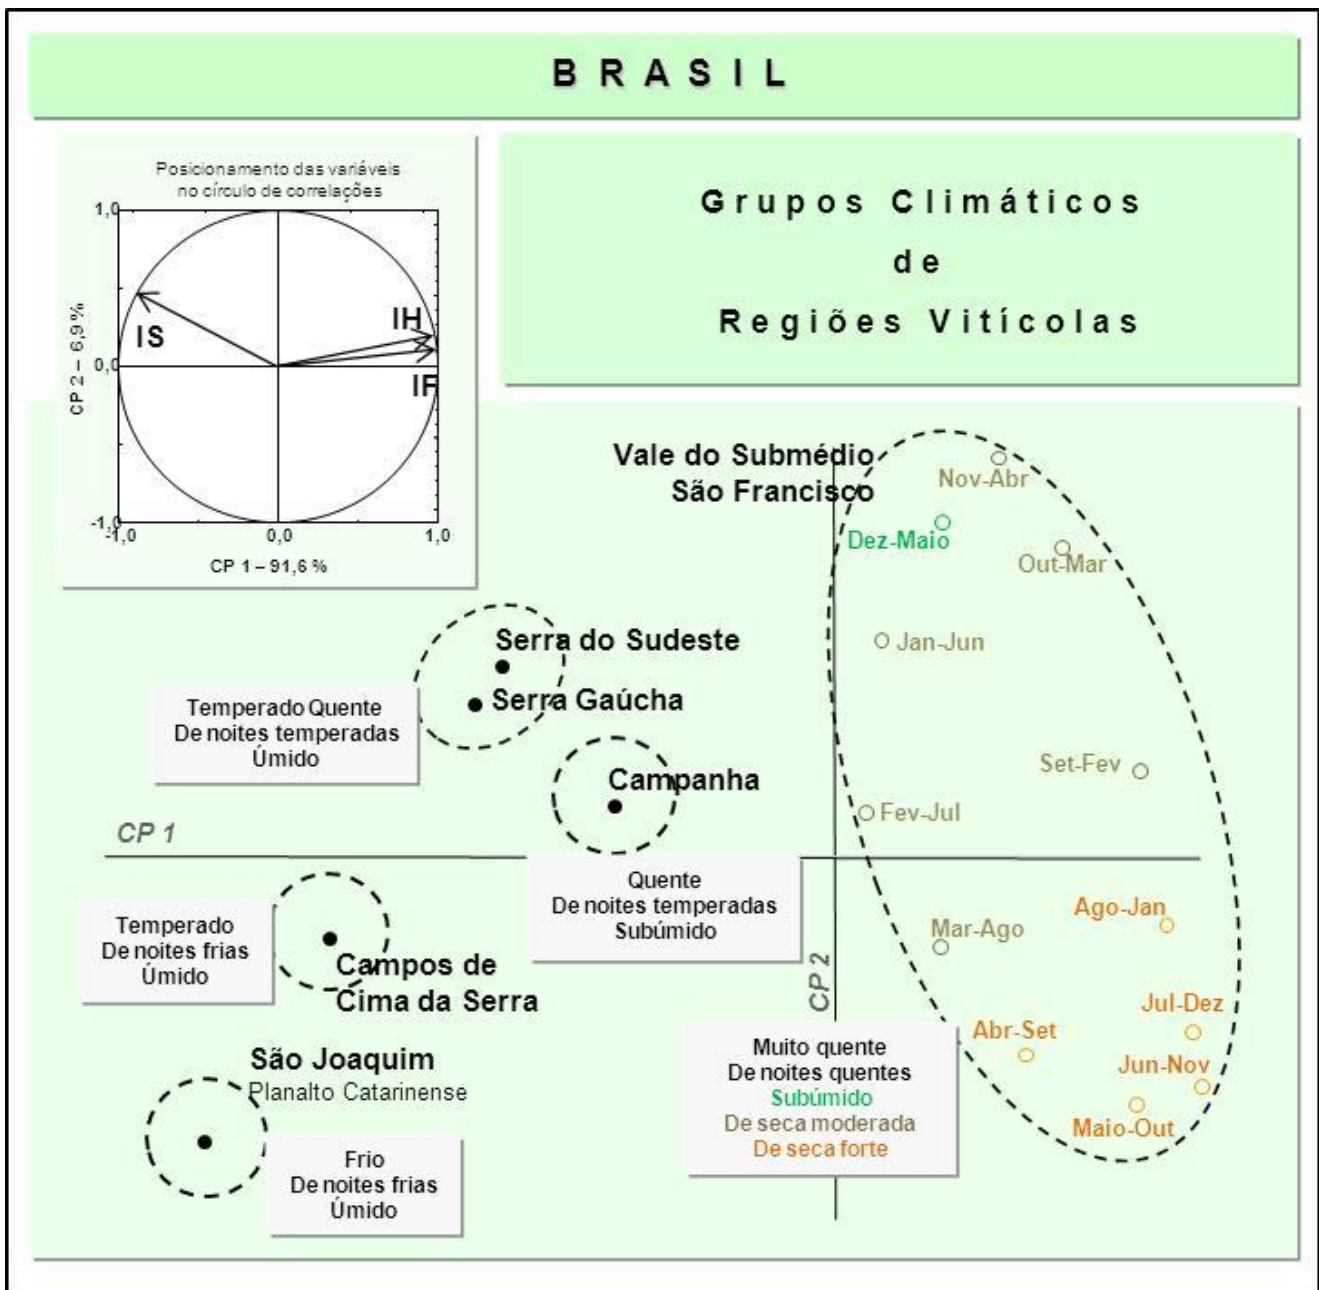 BRASIL
Posicionamento das variáveis
no círculo de correlações
1,0
0,0
-1,0
-1,0
0,0
1,0
CP 2 – 6,9 %
CP 1 – 91,6 %
IS
IH
IF
Grupos Climáticos
de
Regiões Vitícolas
Vale do Submédio
São Francisco
Nov-Abr
Dez-Maio
Out-Mar
Jan-Jun
Set-Fev
Fev-Jul
Serra do Sudeste
Serra Gaúcha
Temperado Quente
De noites temperadas
Úmido
Campanha
CP 1
Quente
De noites temperadas
Subúmido
Temperado
De noites frias
Úmido
Campos de
Cima da Serra
CP 2
Ago-Jan
Mar-Ago
Jul-Dez
Abr-Set
Jun-Nov
Maio-Out
São Joaquim
Planalto Catarinense
Frio
De noites frias
Úmido
Muito quente
De noites quentes
Subúmido
De seca moderada
De seca forte